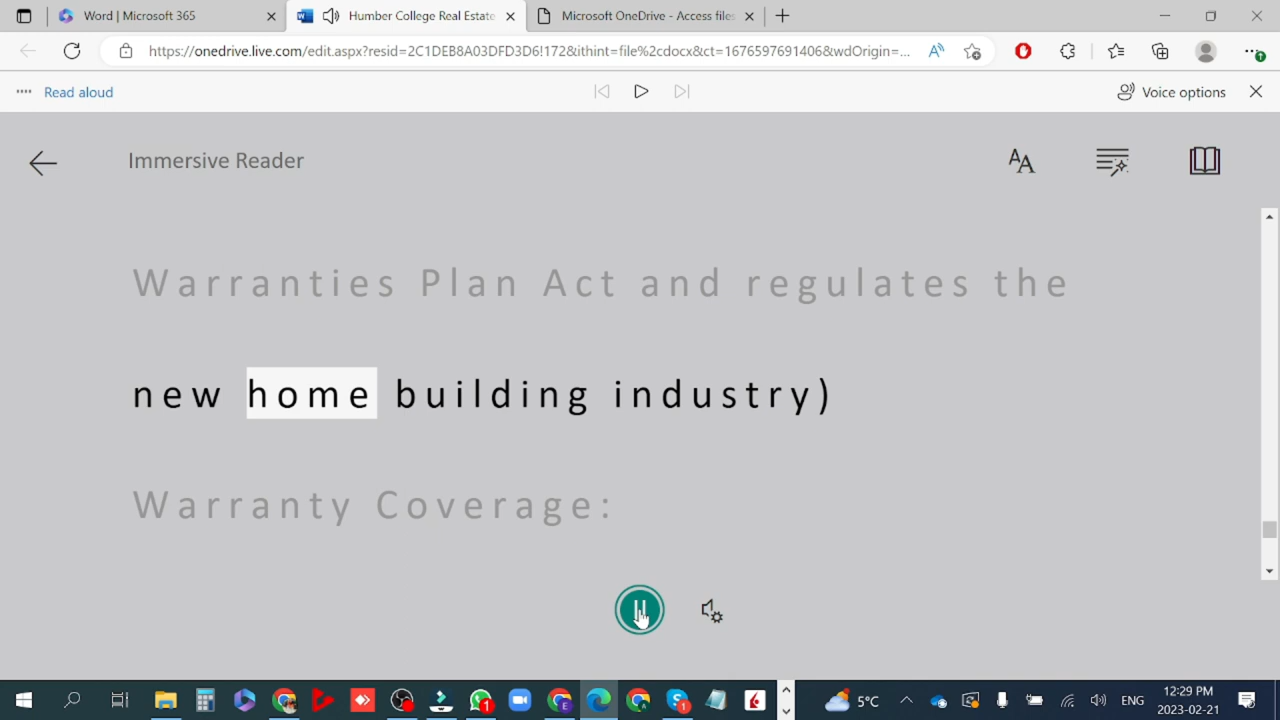 Word | Microsoft 365
Humber College Real Estate
Microsoft OneDrive - Access files
https://onedrive.live.com/edit.aspx?resid=2C1DEB8A03DFD3D6!172&ithint=file%2cdocx&ct=1676597691406&wdOrigin=...
Read aloud
Voice options
Immersive Reader
Warranties Plan Act and regulates the
new home building industry)
Warranty Coverage:
5°C
ENG
12:29 PM
2023-02-21